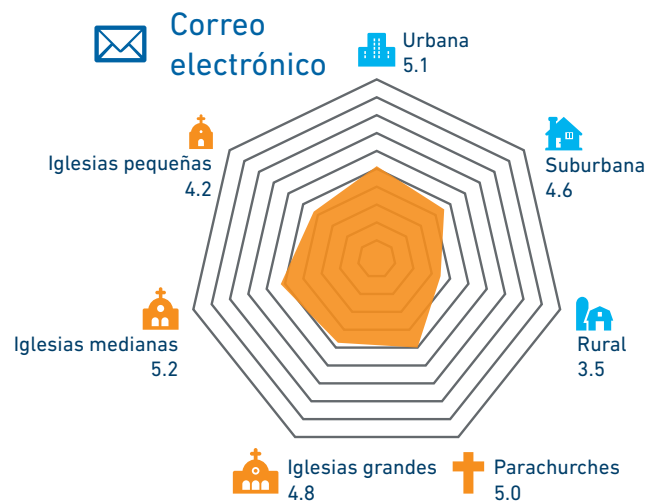 Correo
electrónico
Urbana
5.1
Suburbana
4.6
Rural
3.5
Parachurches
5.0
Iglesias grandes
4.8
Iglesias medianas
5.2
Iglesias pequeñas
4.2